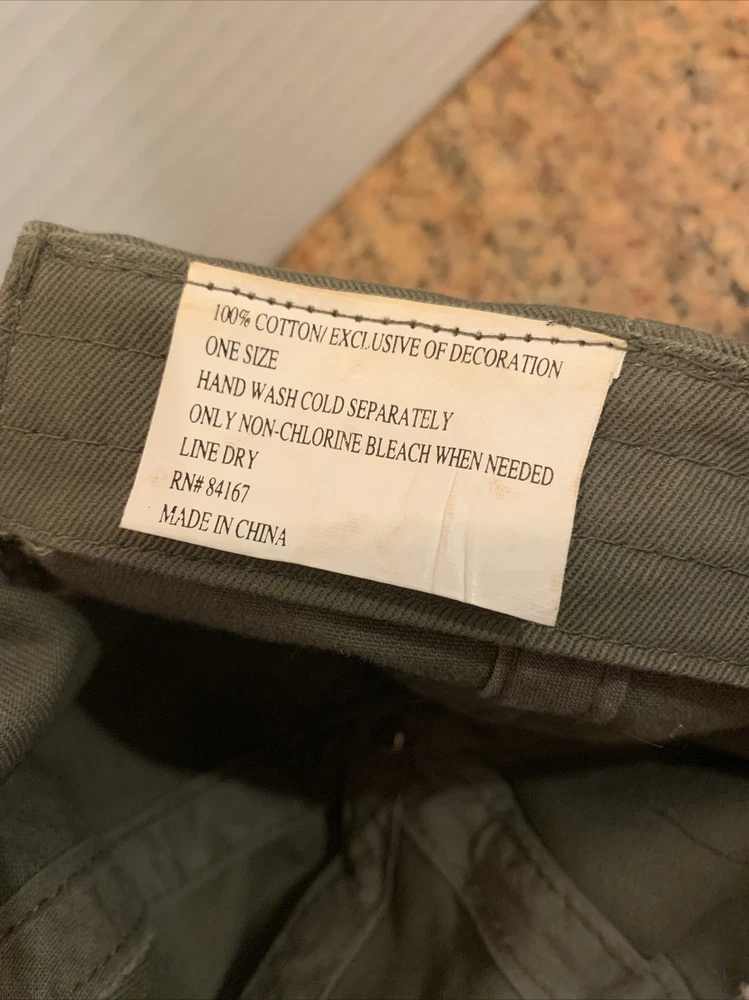 100% COTTON/ EXCLUSIVE OF DECORATION
ONE SIZE
HAND WASH COLD SEPARATELY
ONLY NON-CHLORINE BLEACH WHEN NEEDED
LINE DRY
RN# 84167
MADE IN CHINA